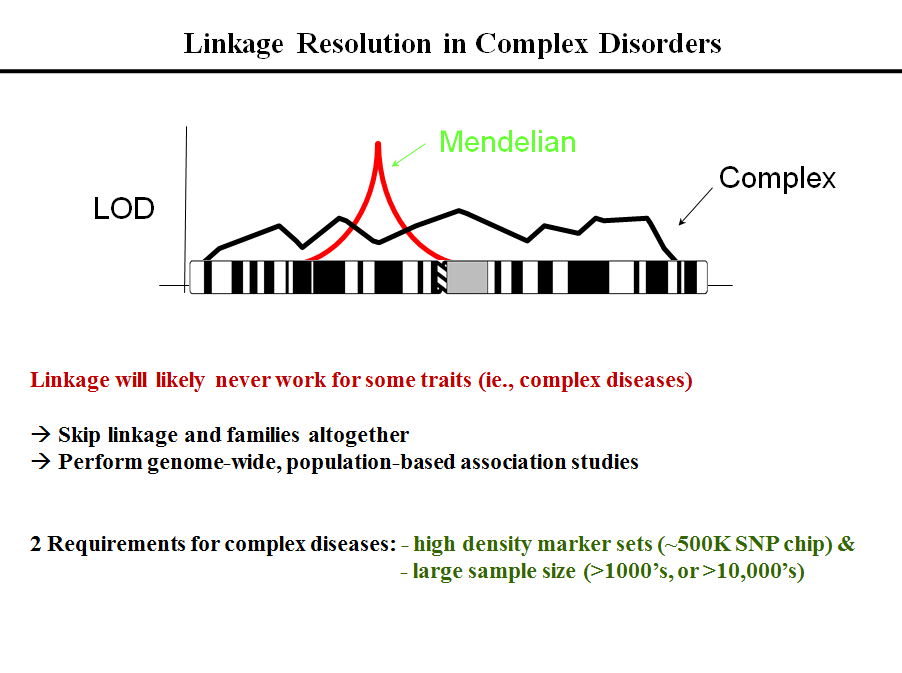 Linkage Resolution in Complex Disorders
Mendelian
Complex
LOD
Linkage will likely never work for some traits (ie., complex diseases)
→ Skip linkage and families altogether
→ Perform genome-wide, population-based association studies
2 Requirements for complex diseases: - high density marker sets (~500K SNP chip) &
- large sample size (>1000’s, or >10,000’s)